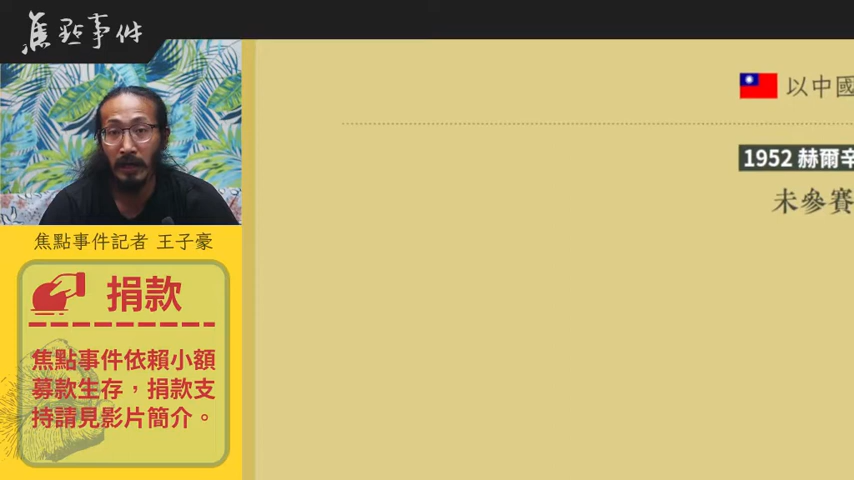 焦點事件
以中國
1952 赫爾辛
未參賽
焦點事件記者 王子豪
捐款
焦點事件依賴小額
募款生存，捐款支
持請見影片簡介。